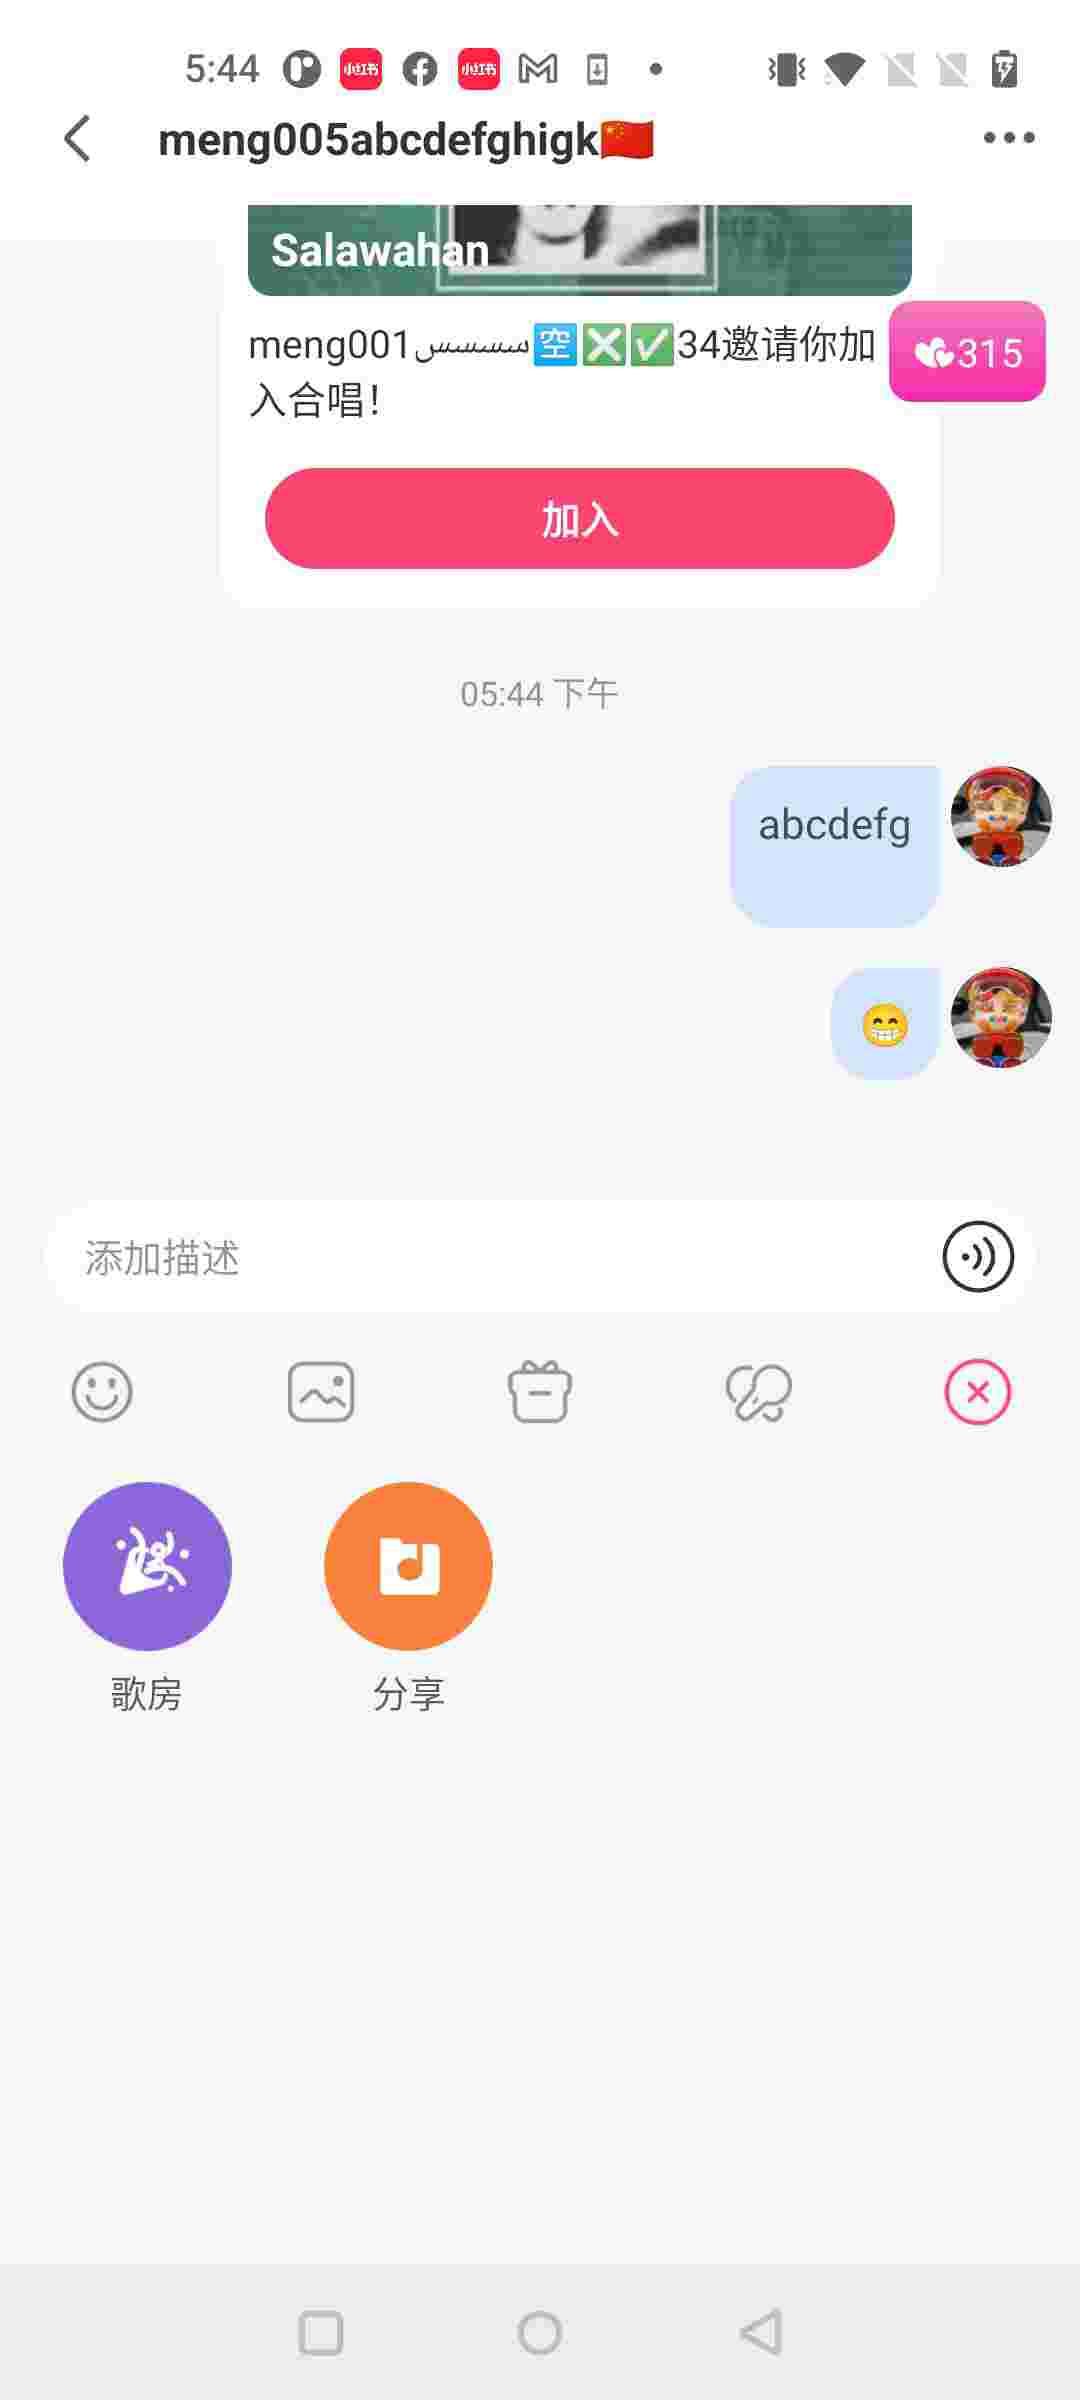 5:44 小红书 小红书
meng005abcdefghigk🇨🇳
Salawahan
meng001سسسسس🈳❎✅34邀请你加
入合唱！
315
加入
05:44 下午
abcdefg
😁
添加描述
歌房
分享